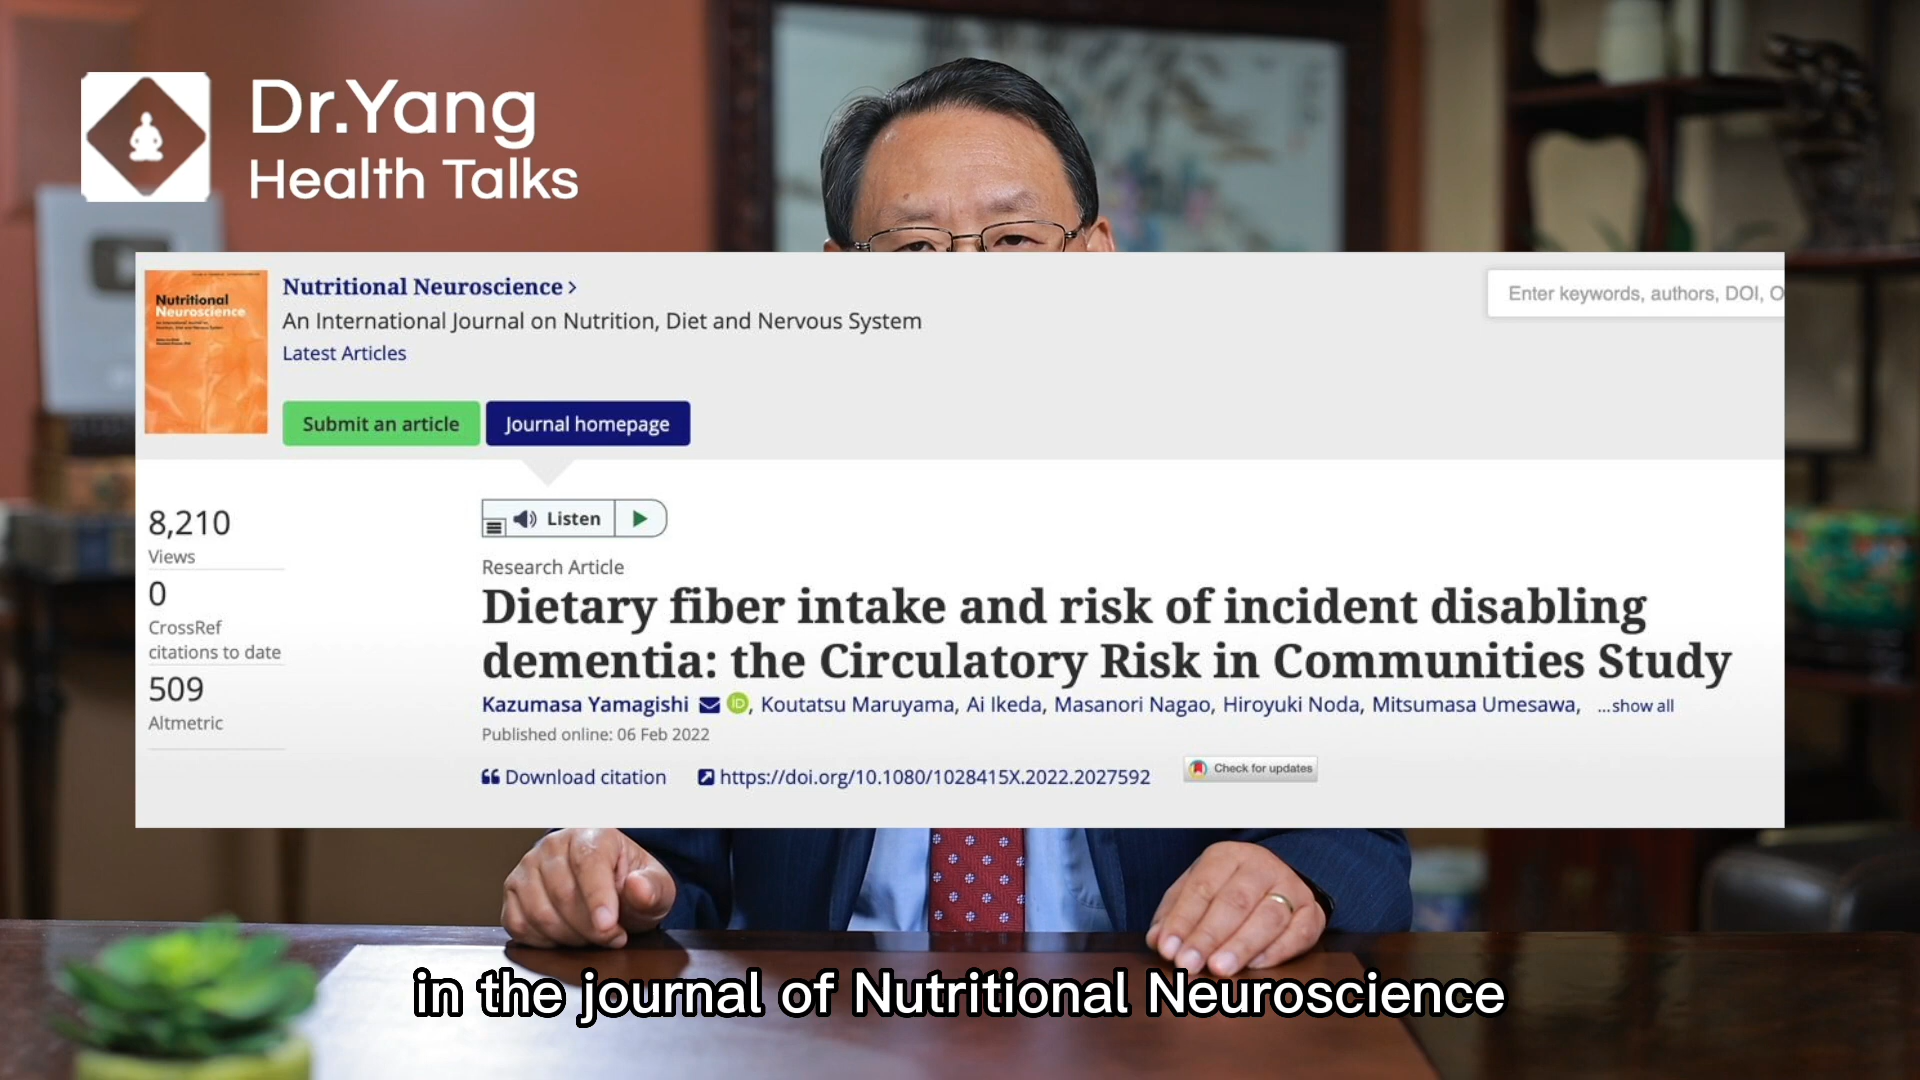 Dr.Yang
Health Talks
Nutritional
Neuroscience
Nutritional Neuroscience >
An International Journal on Nutrition, Diet and Nervous System
Latest Articles
Enter keywords, authors, DOI, O
Submit an article
Journal homepage
8,210
Views
0
CrossRef
citations to date
509
Altmetric
Listen
Research Article
Dietary fiber intake and risk of incident disabling
dementia: the Circulatory Risk in Communities Study
Kazumasa Yamagishi iD, Koutatsu Maruyama, Ai Ikeda, Masanori Nagao, Hiroyuki Noda, Mitsumasa Umesawa, ...show all
Published online: 06 Feb 2022
Download citation https://doi.org/10.1080/1028415X.2022.2027592 Check for updates
in the journal of Nutritional Neuroscience